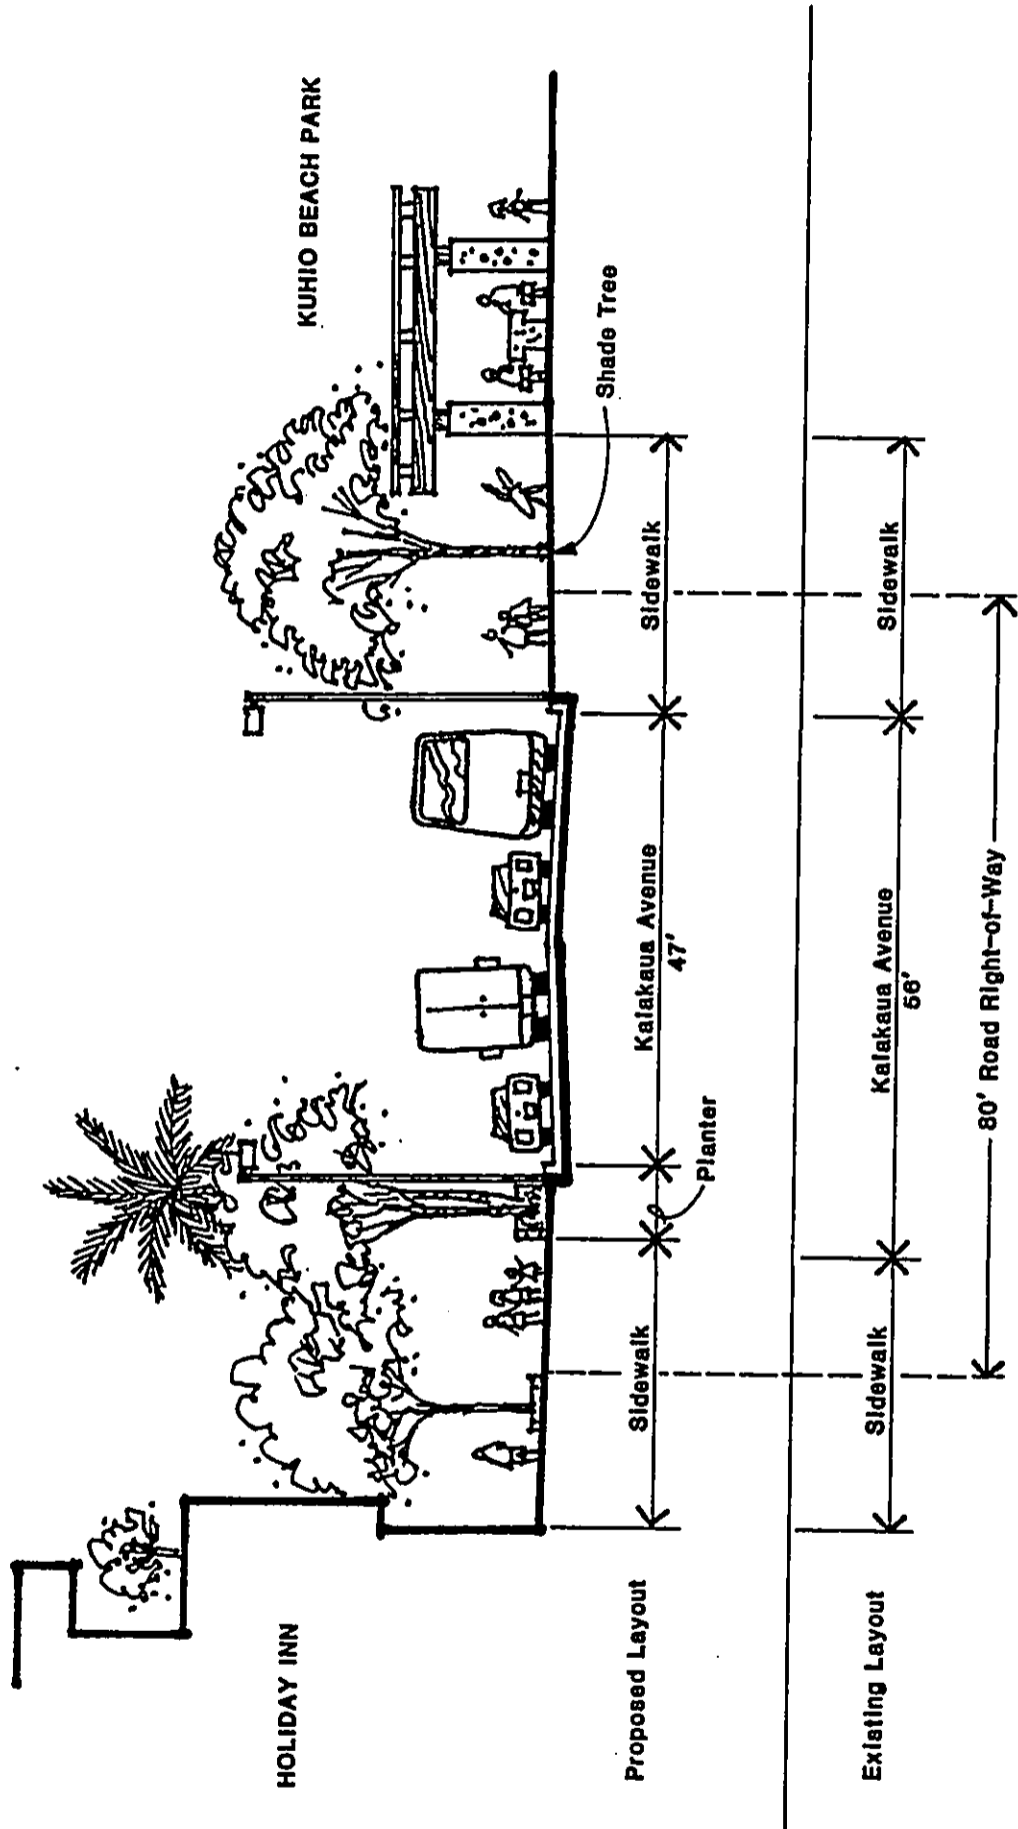 HOLIDAY INN
KUHIO BEACH PARK
Shade Tree
Proposed Layout
Sidewalk
Planter
Kalakaua Avenue
47'
Sidewalk
Existing Layout
Sidewalk
Kalakaua Avenue
56'
Sidewalk
80' Road Right-of-Way